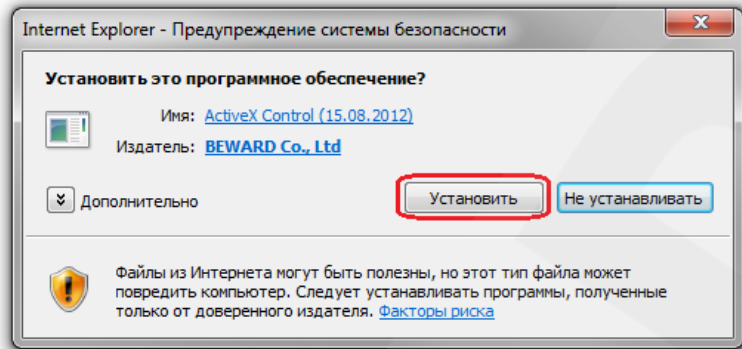 Internet Explorer - Предупреждение системы безопасности
Установить это программное обеспечение?
Имя: ActiveX Control (15.08.2012)
Издатель: BEWARD Co., Ltd
Дополнительно
Установить
Не устанавливать
Файлы из Интернета могут быть полезны, но этот тип файла может
повредить компьютер. Следует устанавливать программы, полученные
только от доверенного издателя. Факторы риска